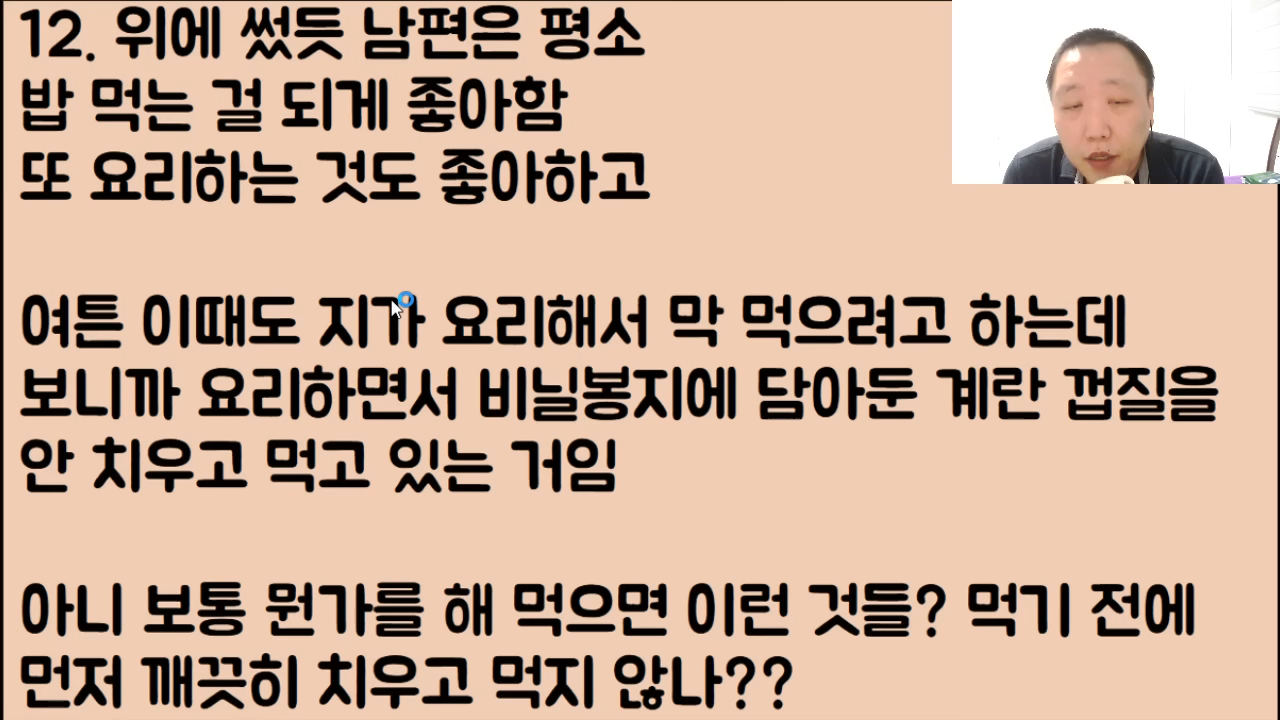 12. 위에 썼듯 남편은 평소
밥 먹는 걸 되게 좋아함
또 요리하는 것도 좋아하고
여튼 이때도 지가 요리해서 막 먹으려고 하는데
보니까 요리하면서 비닐봉지에 담아둔 계란 껍질을
안 치우고 먹고 있는 거임
아니 보통 뭔가를 해 먹으면 이런 것들? 먹기 전에
먼저 깨끗히 치우고 먹지 않나??